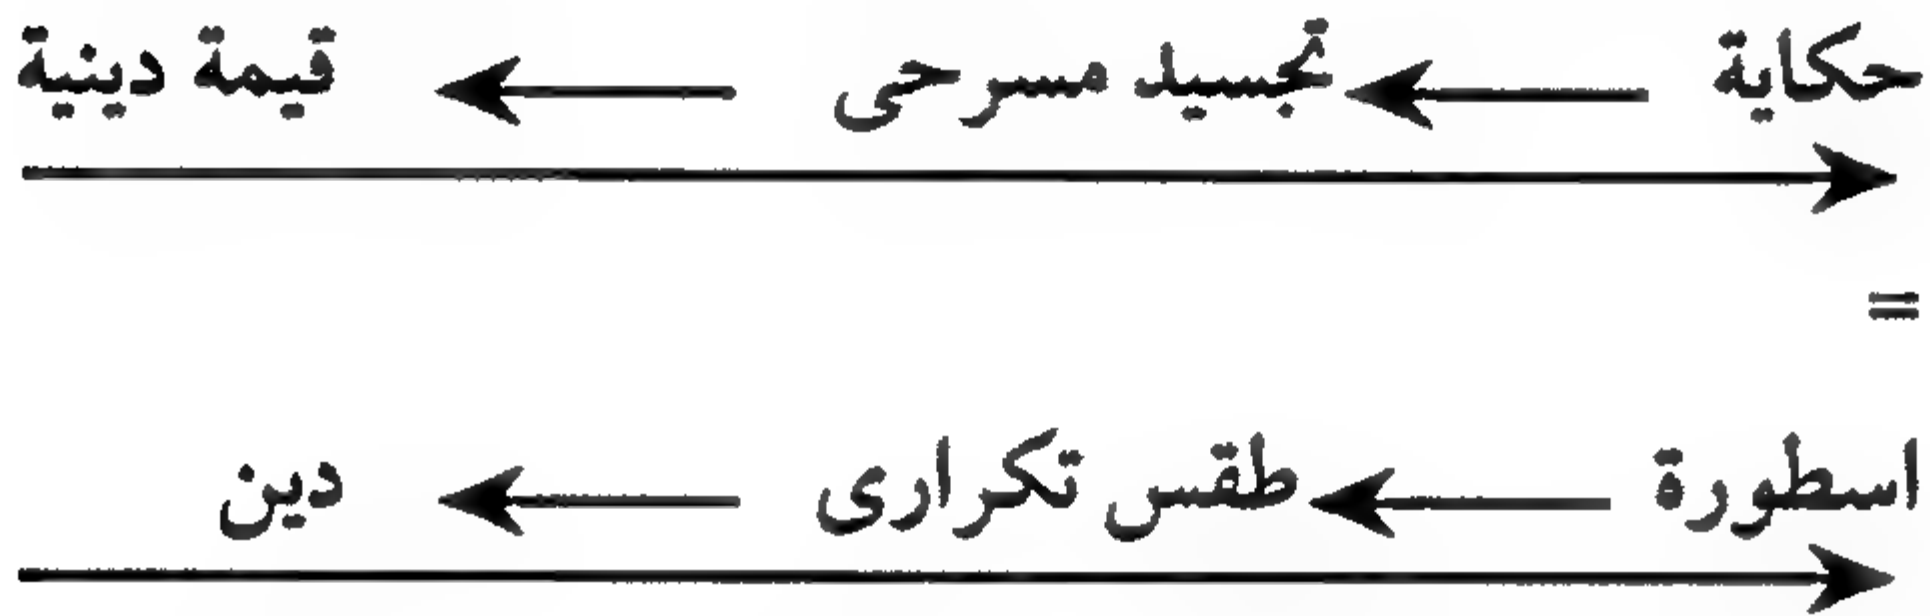 حكاية ← تجسيد مسرحى ← قيمة دينية
=
اسطورة ← طقس تكرارى ← دين